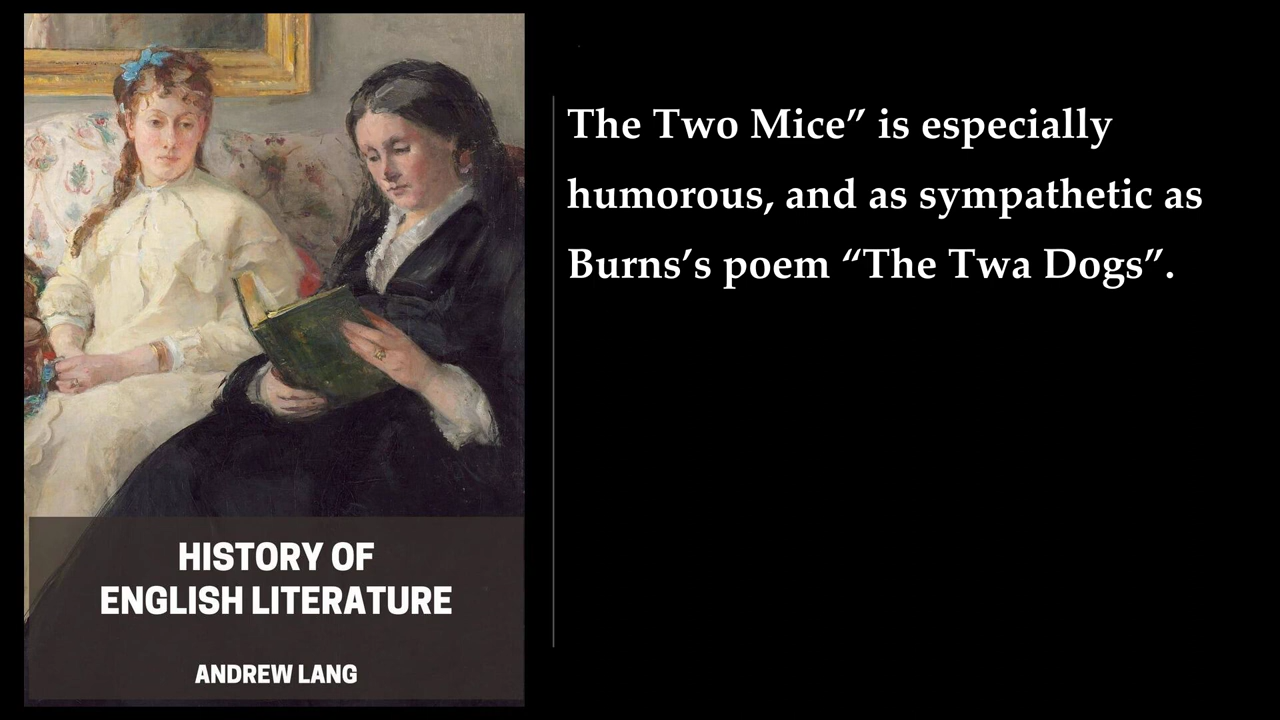 The Two Mice” is especially
humorous, and as sympathetic as
Burns’s poem “The Twa Dogs”.
HISTORY OF
ENGLISH LITERATURE
ANDREW LANG